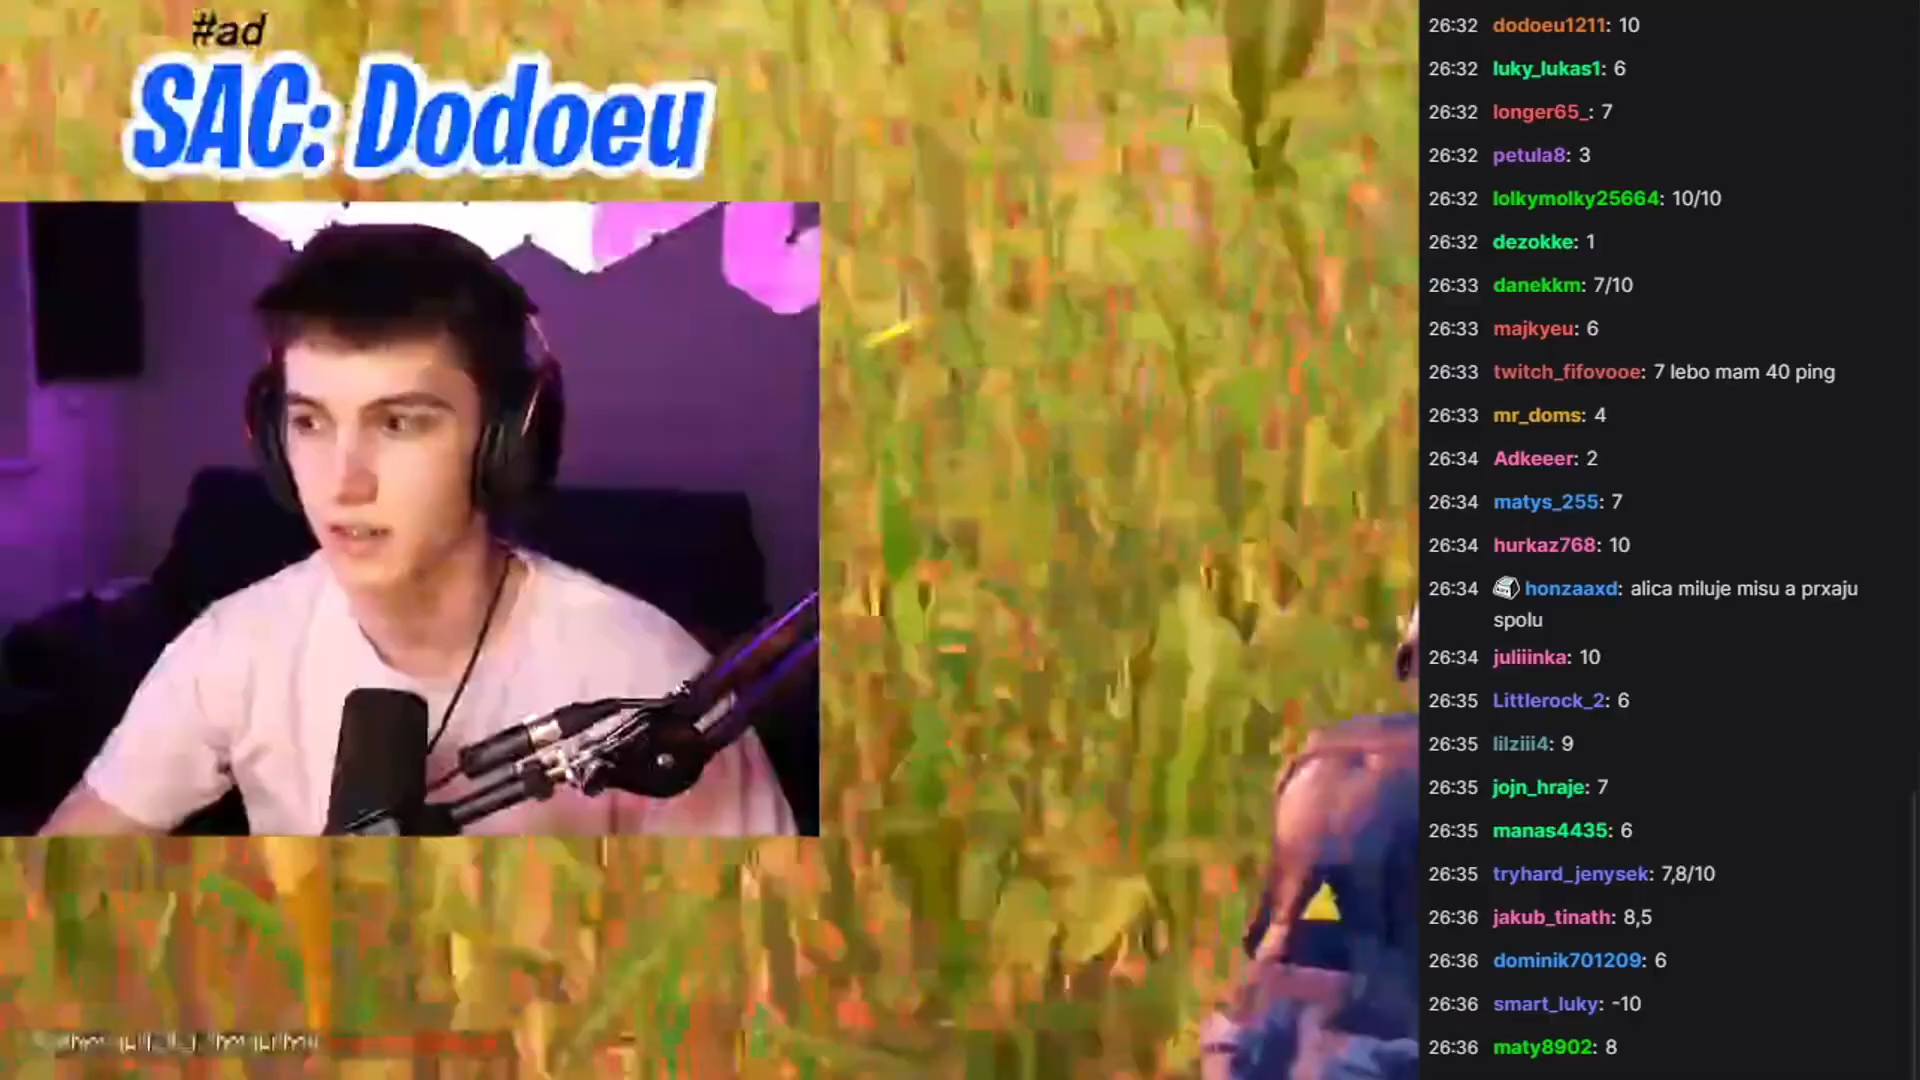 #ad
SAC: Dodoeu
26:32 dodoeu1211: 10
26:32 luky_lukas1: 6
26:32 longer65_: 7
26:32 petula8: 3
26:32 lolkymolky25664: 10/10
26:32 dezokke: 1
26:33 danekkm: 7/10
26:33 majkyeu: 6
26:33 twitch_fifovooe: 7 lebo mam 40 ping
26:33 mr_doms: 4
26:34 Adkeeer: 2
26:34 matys_255: 7
26:34 hurkaz768: 10
26:34 honzaaxd: alica miluje misu a prxaju
spolu
26:34 juliiinka: 10
26:35 Littlerock_2: 6
26:35 lilziii4: 9
26:35 jojn_hraje: 7
26:35 manas4435: 6
26:35 tryhard_jenysek: 7,8/10
26:36 jakub_tinath: 8,5
26:36 dominik701209: 6
26:36 smart_luky: -10
26:36 maty8902: 8